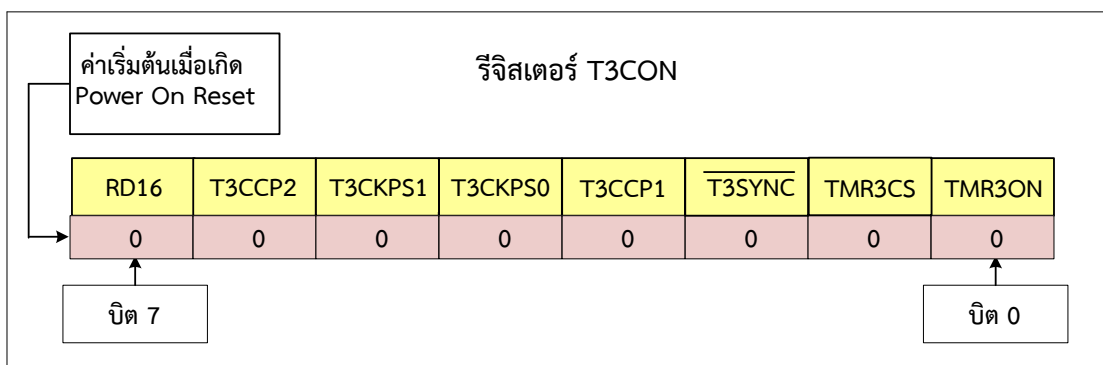 ค่าเริ่มต้นเมื่อเกิด
Power On Reset
รีจิสเตอร์ T3CON
RD16 T3CCP2 T3CKPS1 T3CKPS0 T3CCP1 T3SYNC TMR3CS TMR3ON
0 0 0 0 0 0 0 0
บิต 7 บิต 0